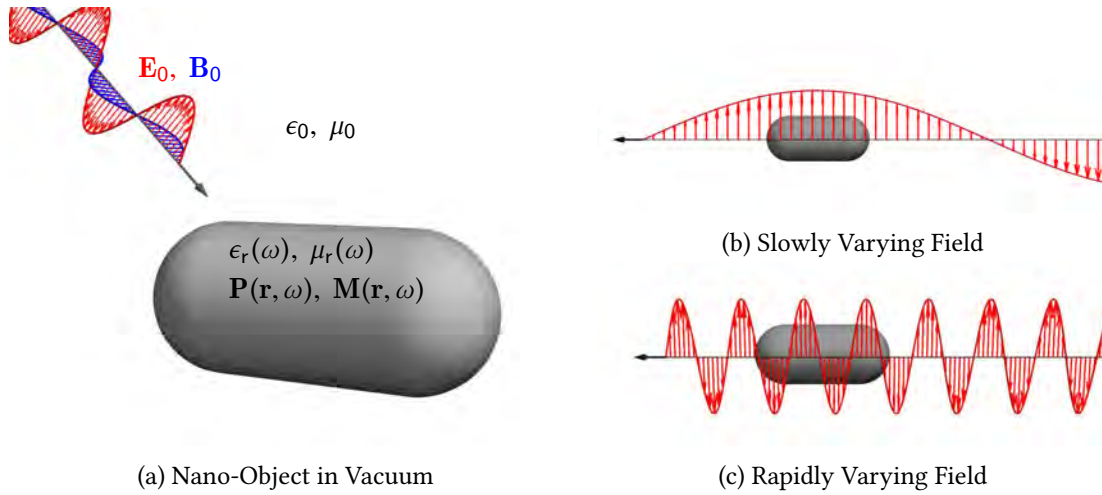 E₀, B₀
ϵ₀, μ₀
ϵᵣ(ω), μᵣ(ω)
P(r, ω), M(r, ω)
(a) Nano-Object in Vacuum
(b) Slowly Varying Field
(c) Rapidly Varying Field